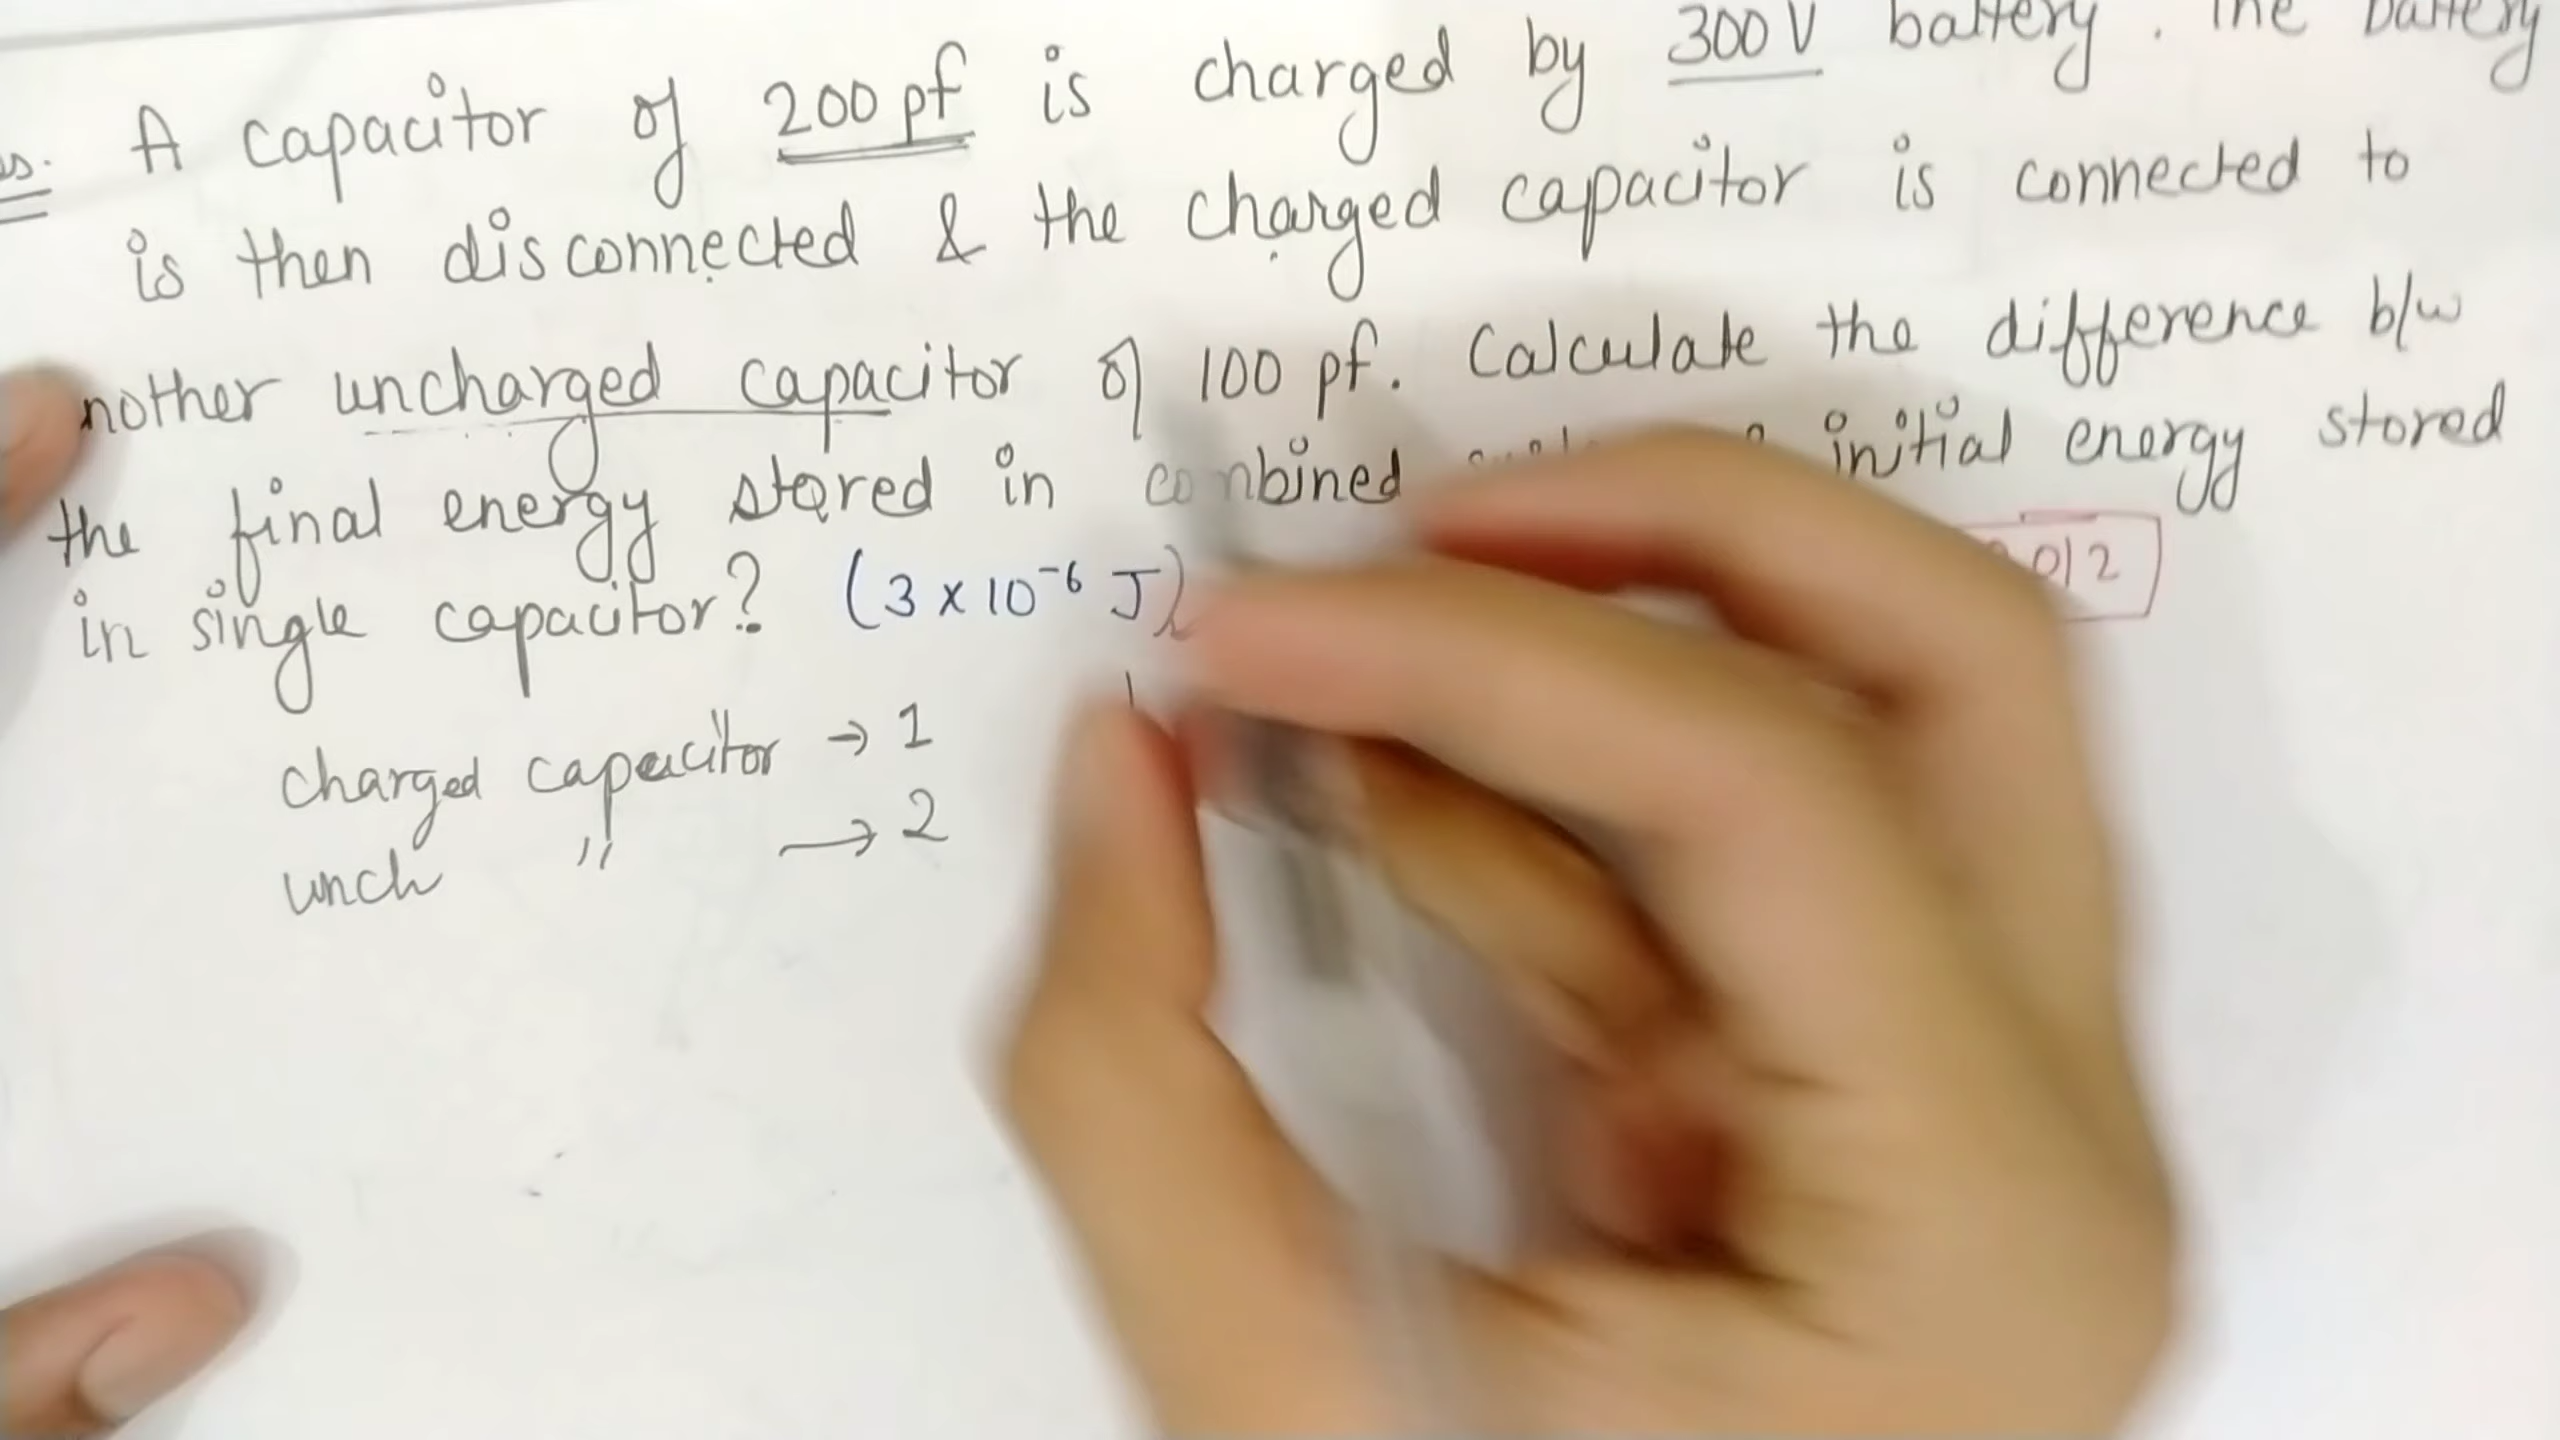 A capacitor of 200 pf is charged by 300 V battery. The battery
is then disconnected & the charged capacitor is connected to
nother uncharged capacitor of 100 pf. Calculate the difference b/w
the final energy stored in combined initial energy stored
in single capacitor? (3 x 10⁻⁶ J) 012
charged capacitor → 1
unch " → 2